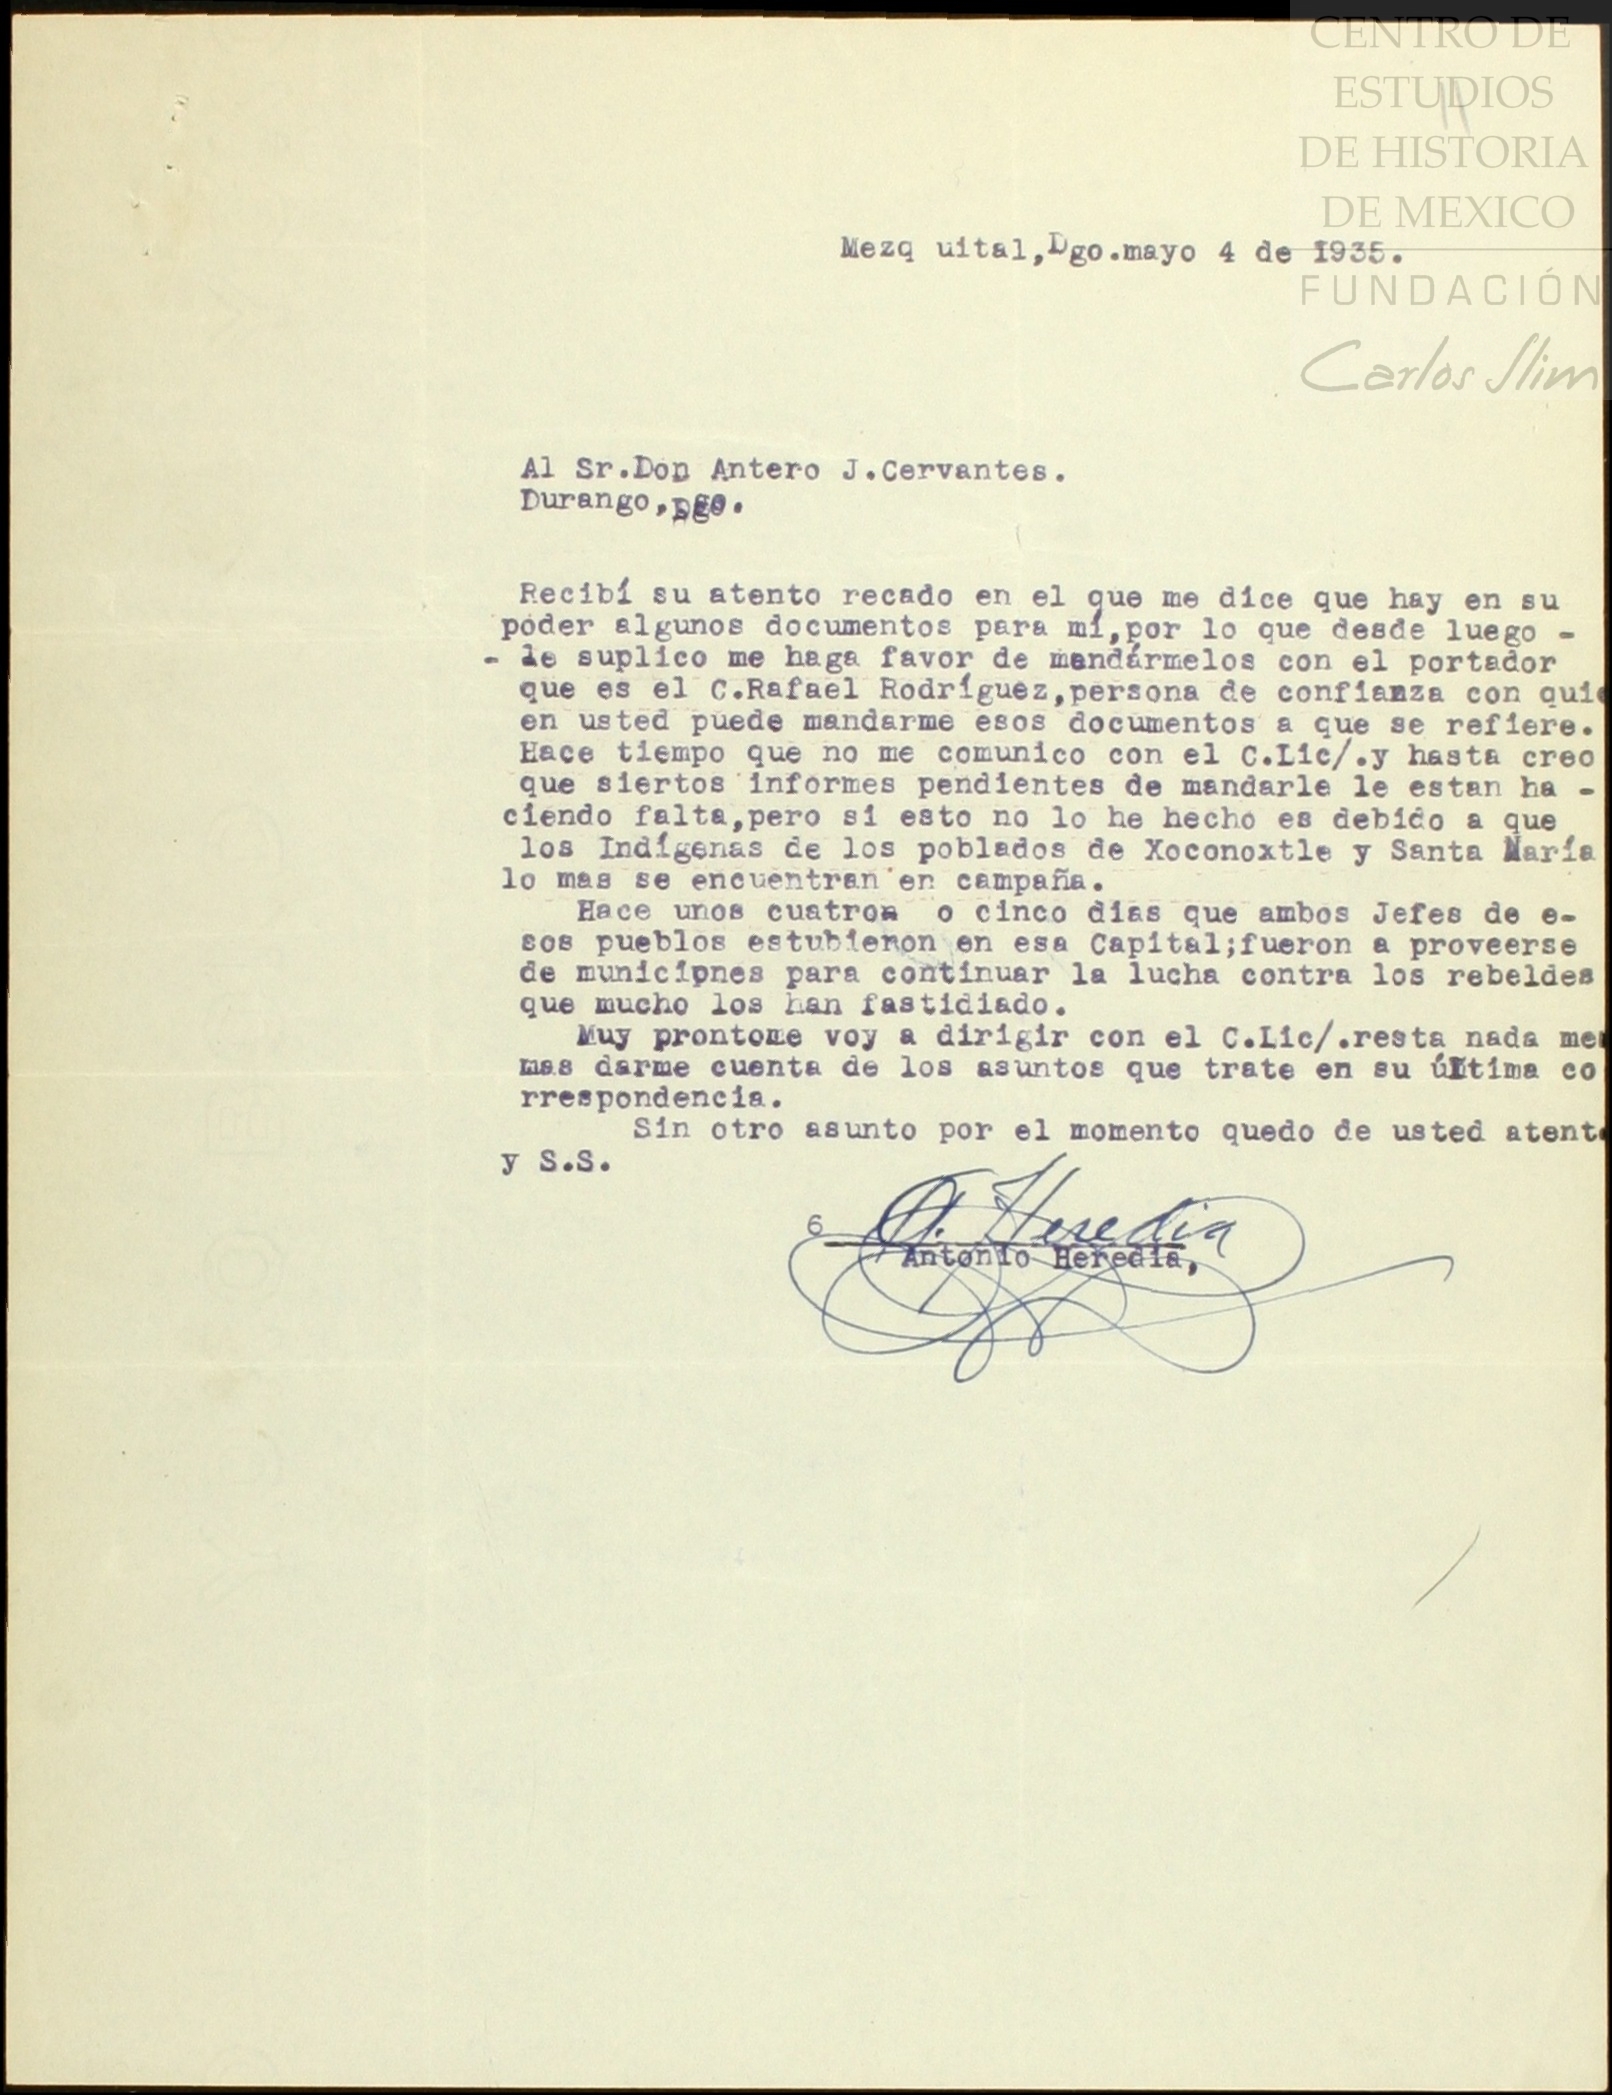 CENTRO DE
ESTUDIOS
DE HISTORIA
DE MEXICO
FUNDACIÓN
Carlos Slim
Mezq uital,Dgo.mayo 4 de I935.
Al Sr.Don Antero J.Cervantes.
Durango,Dgo.
Recibí su atento recado en el que me dice que hay en su
poder algunos documentos para mí,por lo que desde luego -
- le suplico me haga favor de mandármelos con el portador
que es el C.Rafael Rodríguez,persona de confianza con qui
en usted puede mandarme esos documentos a que se refiere.
Hace tiempo que no me comunico con el C.Lic/.y hasta creo
que siertos informes pendientes de mandarle le estan ha -
ciendo falta,pero si esto no lo he hecho es debido a que
los Indígenas de los poblados de Xoconoxtle y Santa María
lo mas se encuentran en campaña.
Hace unos cuatros o cinco dias que ambos Jefes de e-
sos pueblos estubieron en esa Capital;fueron a proveerse
de municipnes para continuar la lucha contra los rebeldes
que mucho los han fastidiado.
Muy prontome voy a dirigir con el C.Lic/.resta nada me
mas darme cuenta de los asuntos que trate en su última co
rrespondencia.
Sin otro asunto por el momento quedo de usted atent
y S.S.
A. Heredia
6
Antonio Heredia,